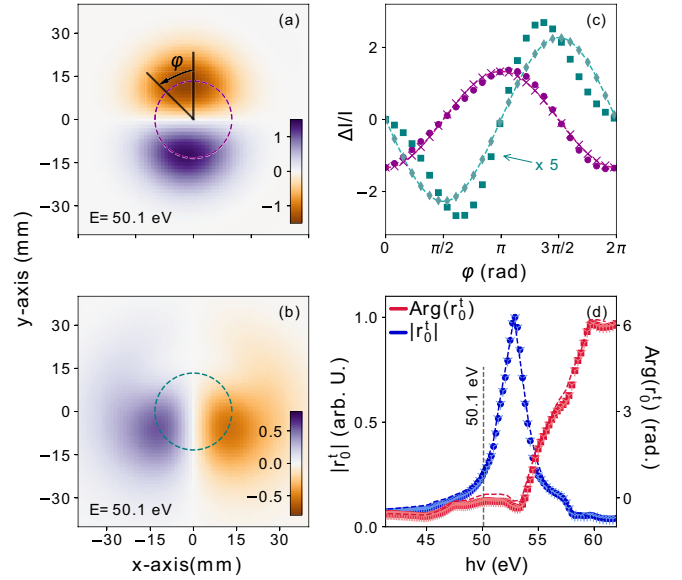 (a)
φ
E= 50.1 eV
30
15
0
−15
−30
1
0
−1
(c)
2
0
−2
ΔI/I
x 5
0
π/2
π
3π/2
2π
φ (rad)
y-axis (mm)
(b)
E= 50.1 eV
30
15
0
−15
−30
0.5
0.0
−0.5
−30
−15
0
15
30
x-axis(mm)
(d)
Arg(r₀ᵗ)
|r₀ᵗ|
50.1 eV
1.0
0.5
0.0
|r₀ᵗ| (arb. U.)
6
3
0
Arg(r₀ᵗ) (rad.)
45
50
55
60
hν (eV)